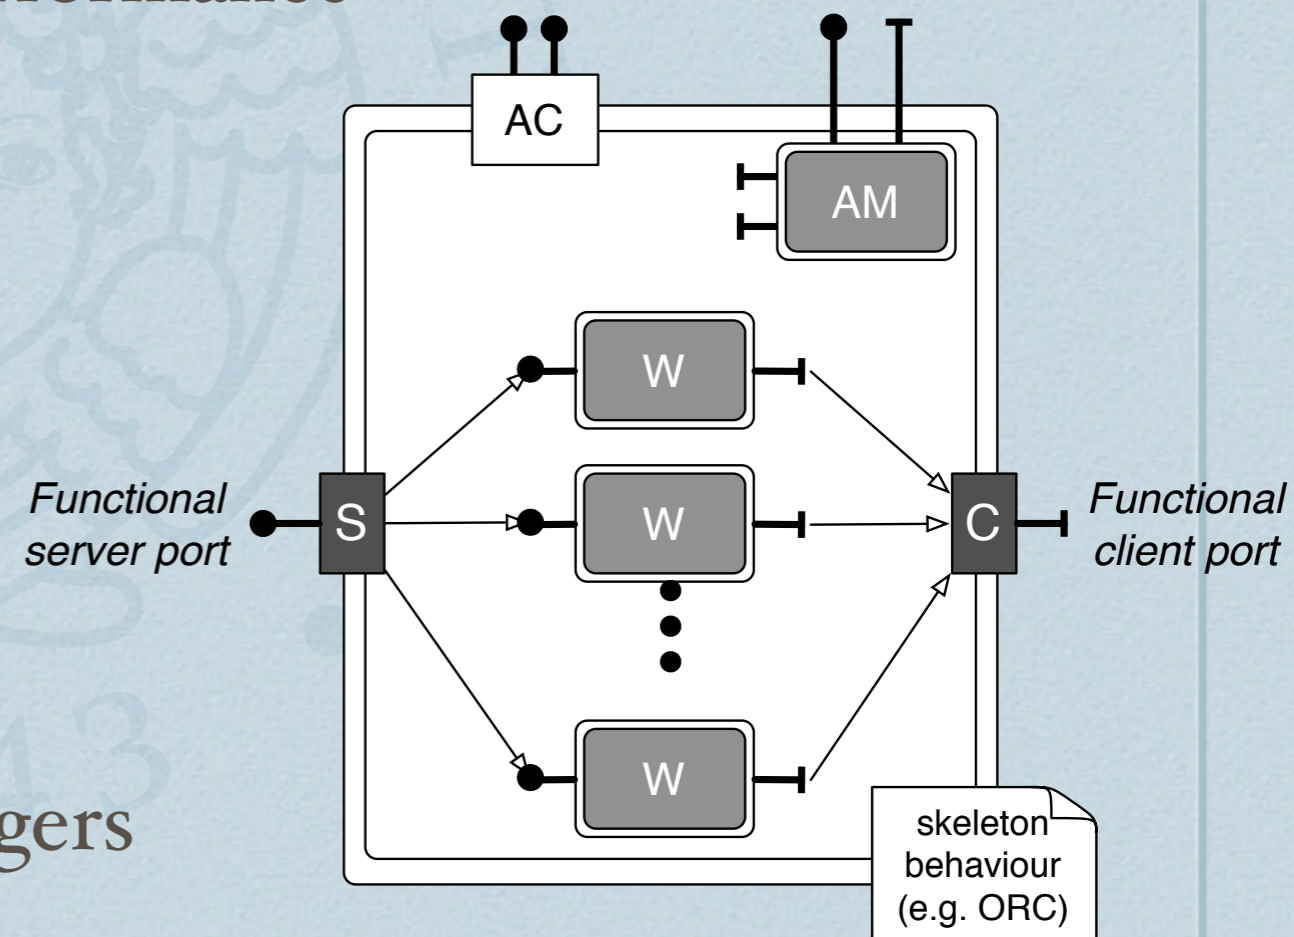 AC
AM
W
Functional
server port
S
W
C
Functional
client port
W
gers
skeleton
behaviour
(e.g. ORC)